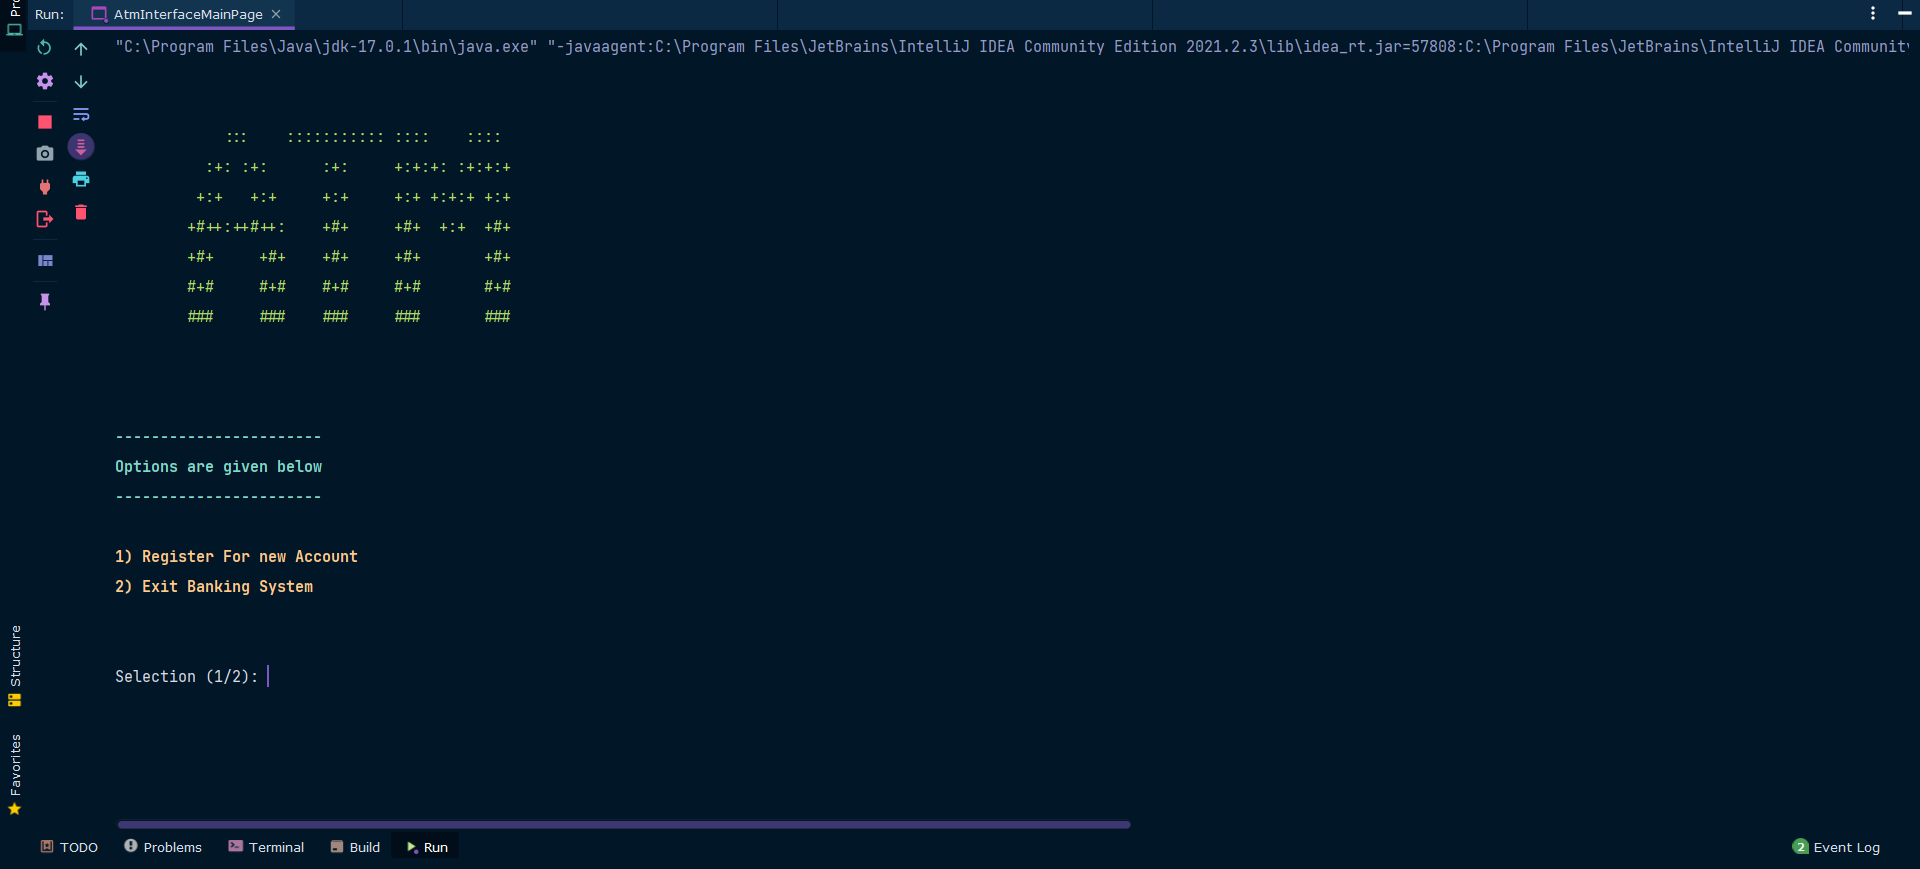 Run: AtmInterfaceMainPage
"C:\Program Files\Java\jdk-17.0.1\bin\java.exe" "-javaagent:C:\Program Files\JetBrains\IntelliJ IDEA Community Edition 2021.2.3\lib\idea_rt.jar=57808:C:\Program Files\JetBrains\IntelliJ IDEA Community
            :::     ::::::::::: ::::    ::::
          :+: :+:      :+:     +:+:+: :+:+:+
         +:+   +:+     +:+     +:+ +:+:+ +:+
        +#++:++#++:    +#+     +#+  +:+  +#+
        +#+     +#+    +#+     +#+       +#+
        #+#     #+#    #+#     #+#       #+#
        ###     ###    ###     ###       ###
-----------------------
Options are given below
-----------------------
1) Register For new Account
2) Exit Banking System
Selection (1/2):
Structure
Favorites
TODO Problems Terminal Build Run 2 Event Log